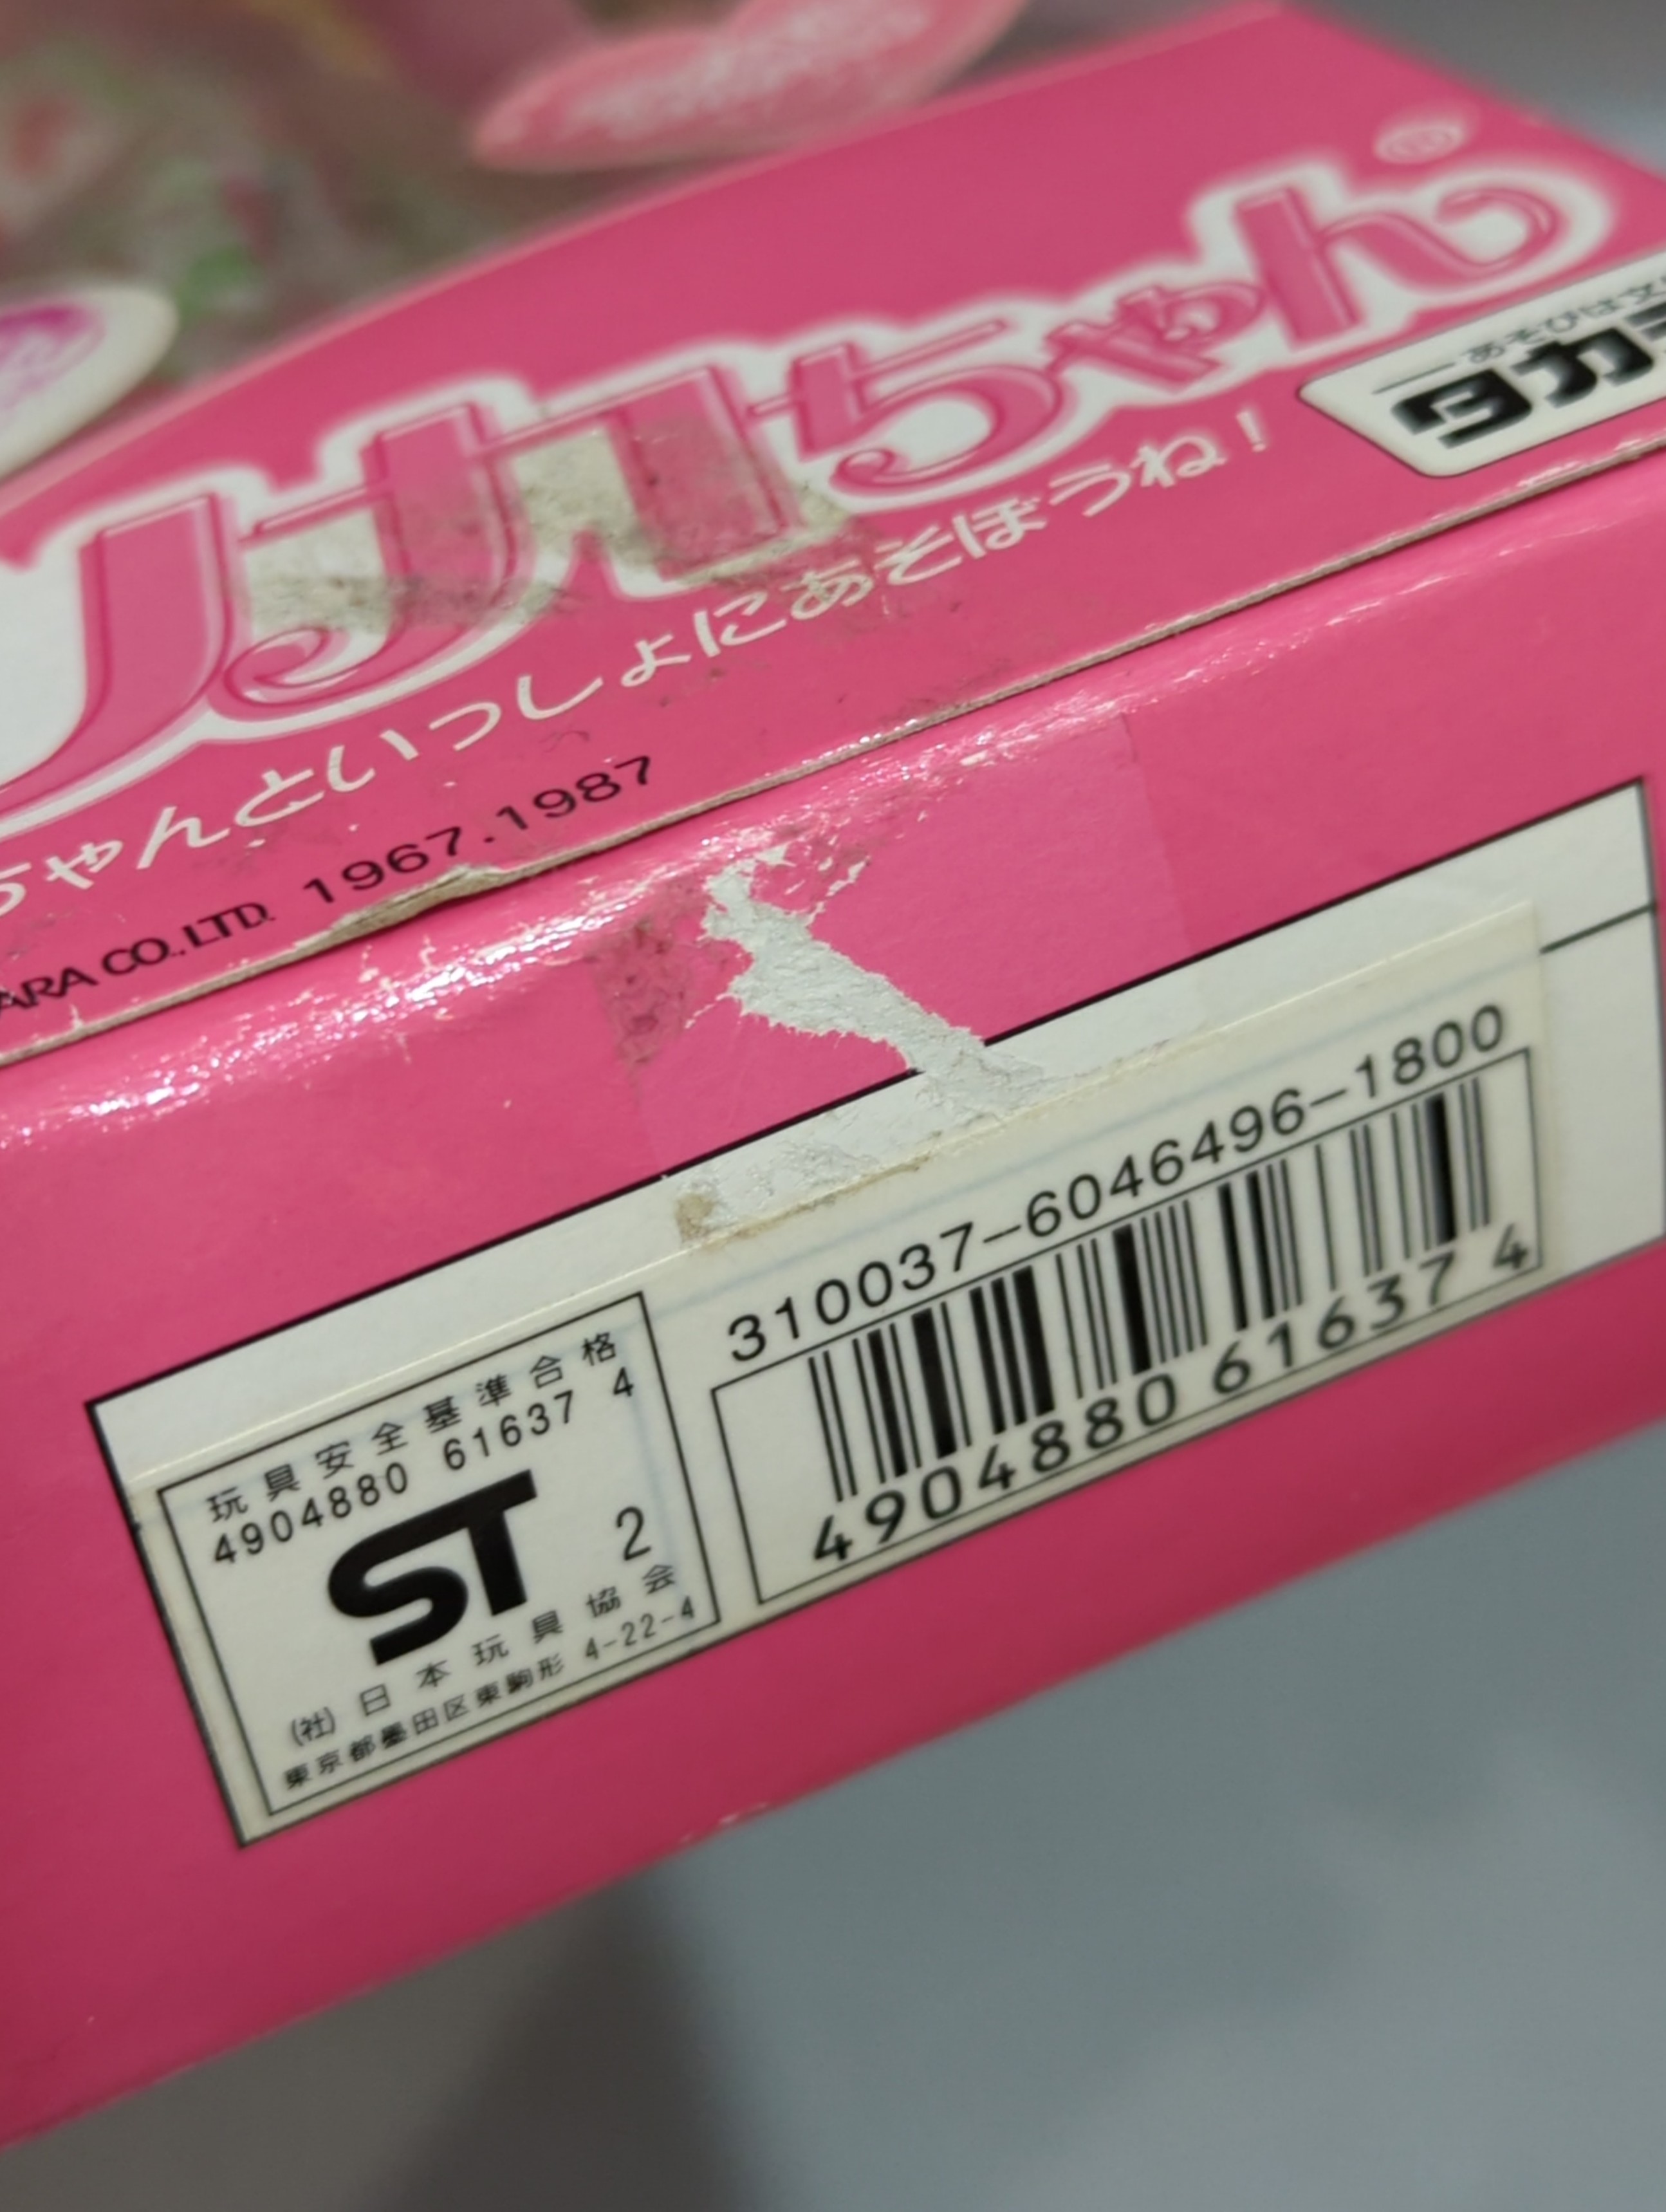 リカちゃん
あそびは文
タカラ
ちゃんといっしょにあそぼうね!
ARA CO.,LTD. 1967.1987
310037-6046496-1800
4904880 61637 4
玩具安全基準合格
4904880 61637 4
ST 2
(社)日本玩具協会
東京都墨田区東駒形 4-22-4